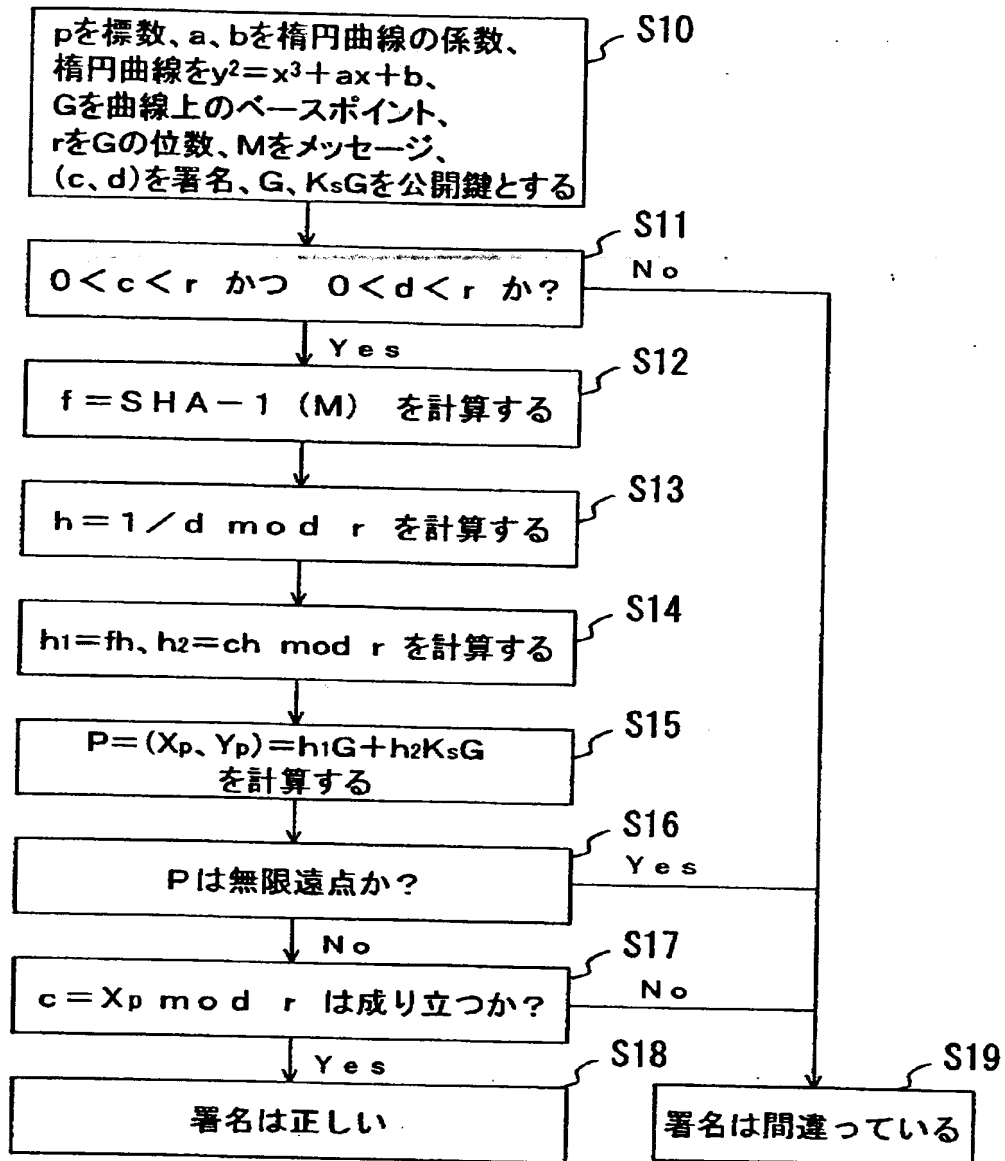 S10
pを標数、a、bを楕円曲線の係数、
楕円曲線をy²=x³+ax+b、
Gを曲線上のベースポイント、
rをGの位数、Mをメッセージ、
(c、d)を署名、G、KsGを公開鍵とする
S11
0<c<r かつ 0<d<r か?
No
Yes
S12
f=SHA-1(M) を計算する
S13
h=1/d mod r を計算する
S14
h1=fh、h2=ch mod r を計算する
S15
P=(Xp、Yp)=h1G+h2KsG
を計算する
S16
Pは無限遠点か?
Yes
No
S17
c=Xp mod r は成り立つか?
No
Yes
S18
署名は正しい
S19
署名は間違っている